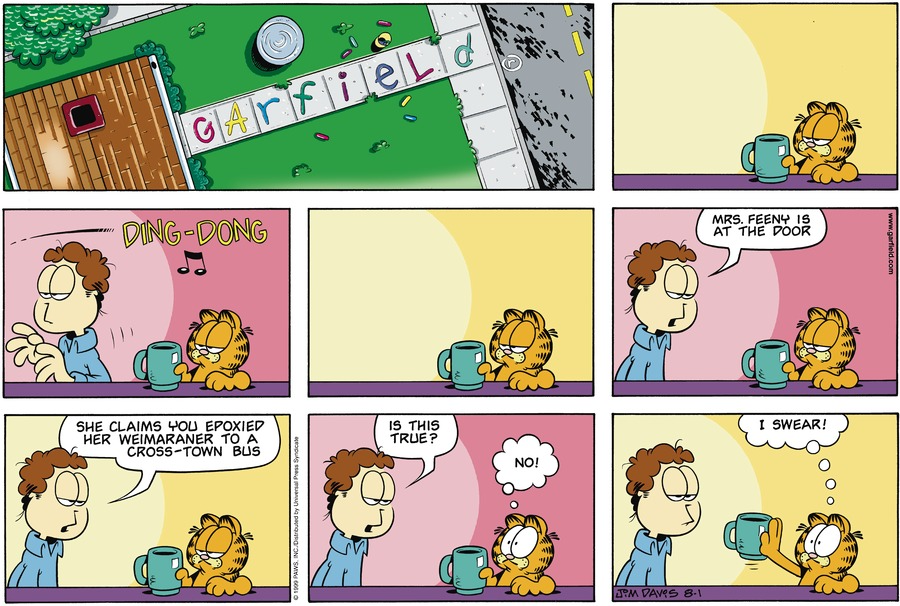 GArfieLd
®
DING-DONG
MRS. FEENY IS
AT THE DOOR
www.garfield.com
SHE CLAIMS YOU EPOXIED
HER WEIMARANER TO A
CROSS-TOWN BUS
© 1999 PAWS, INC./Distributed by Universal Press Syndicate
IS THIS
TRUE?
NO!
I SWEAR!
JIM DAVIS 8-1